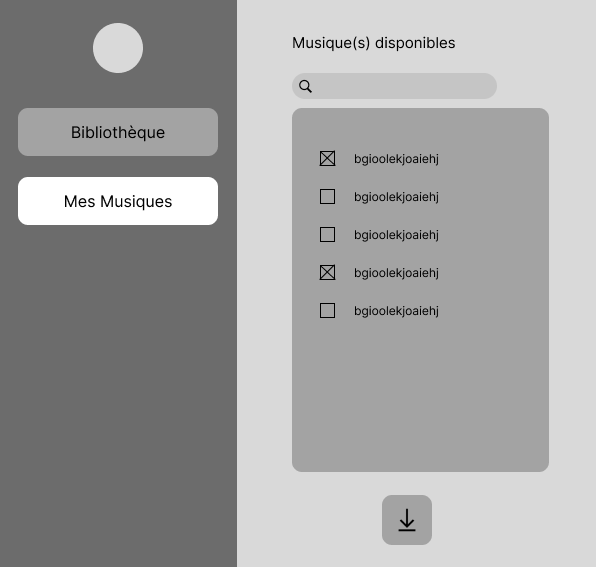 Bibliothèque
Mes Musiques
Musique(s) disponibles
bgioolekjoaiehj
bgioolekjoaiehj
bgioolekjoaiehj
bgioolekjoaiehj
bgioolekjoaiehj